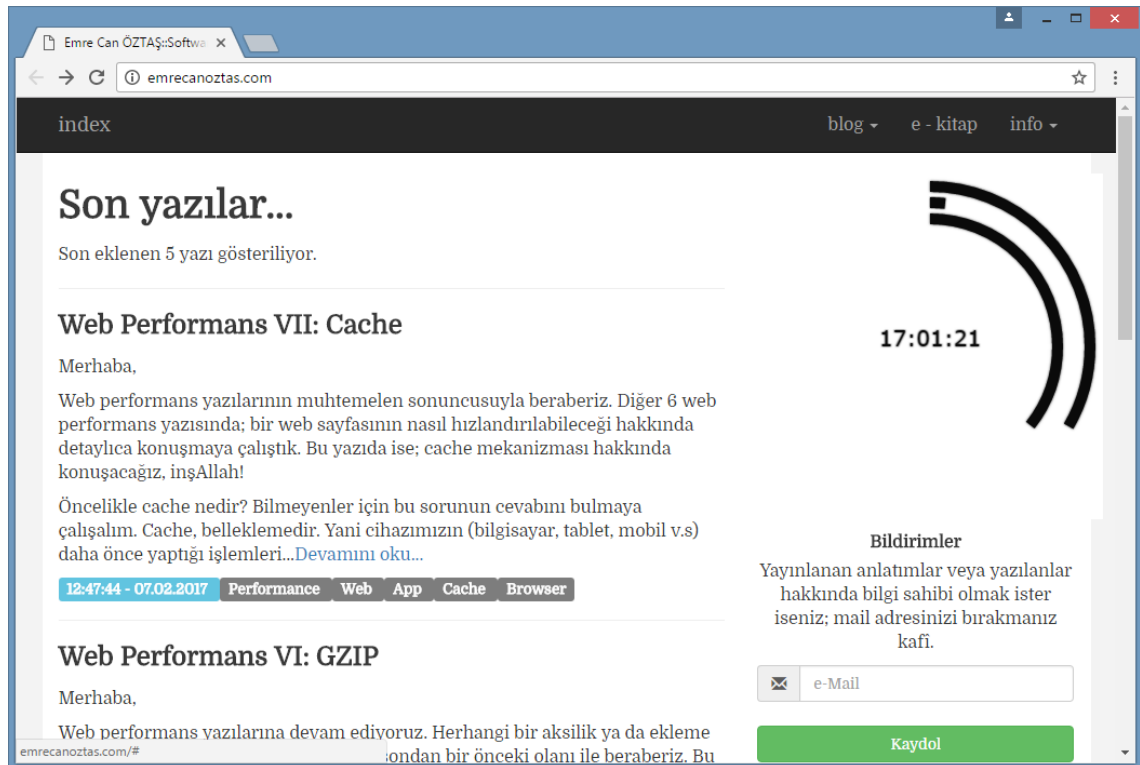 Emre Can ÖZTAŞ::Softwa
emrecanoztas.com
index
blog
e - kitap
info
Son yazılar...
Son eklenen 5 yazı gösteriliyor.
Web Performans VII: Cache
Merhaba,
Web performans yazılarının muhtemelen sonuncusuyla beraberiz. Diğer 6 web
performans yazısında; bir web sayfasının nasıl hızlandırılabileceği hakkında
detaylıca konuşmaya çalıştık. Bu yazıda ise; cache mekanizması hakkında
konuşacağız, inşAllah!
Öncelikle cache nedir? Bilmeyenler için bu sorunun cevabını bulmaya
çalışalım. Cache, belleklemedir. Yani cihazımızın (bilgisayar, tablet, mobil v.s)
daha önce yaptığı işlemleri...Devamını oku...
12:47:44 - 07.02.2017 Performance Web App Cache Browser
Web Performans VI: GZIP
Merhaba,
Web performans yazılarına devam ediyoruz. Herhangi bir aksilik ya da ekleme
sondan bir önceki olanı ile beraberiz. Bu
17:01:21
Bildirimler
Yayınlanan anlatımlar veya yazılanlar
hakkında bilgi sahibi olmak ister
iseniz; mail adresinizi bırakmanız
kafî.
e-Mail
Kaydol
emrecanoztas.com/#